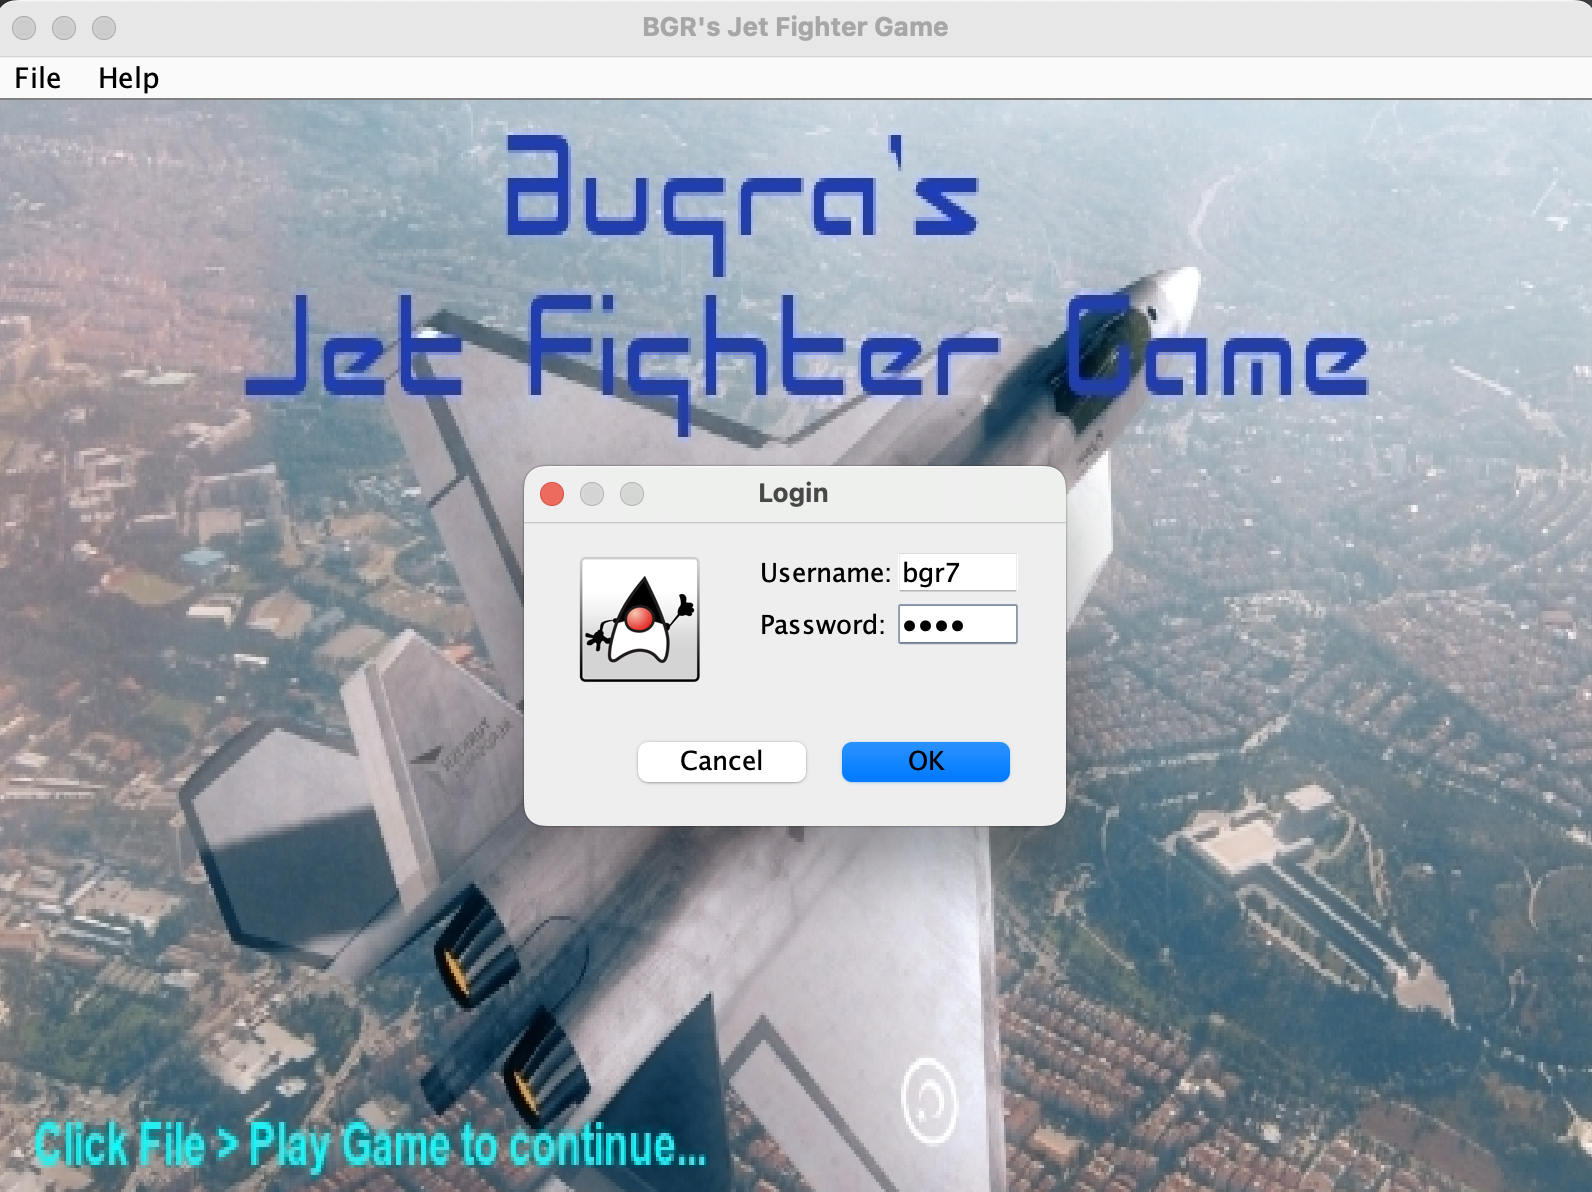 BGR's Jet Fighter Game
File Help
Bugra's
Jet Fighter Game
Login
Username: bgr7
Password: ••••
Cancel OK
Click File > Play Game to continue...